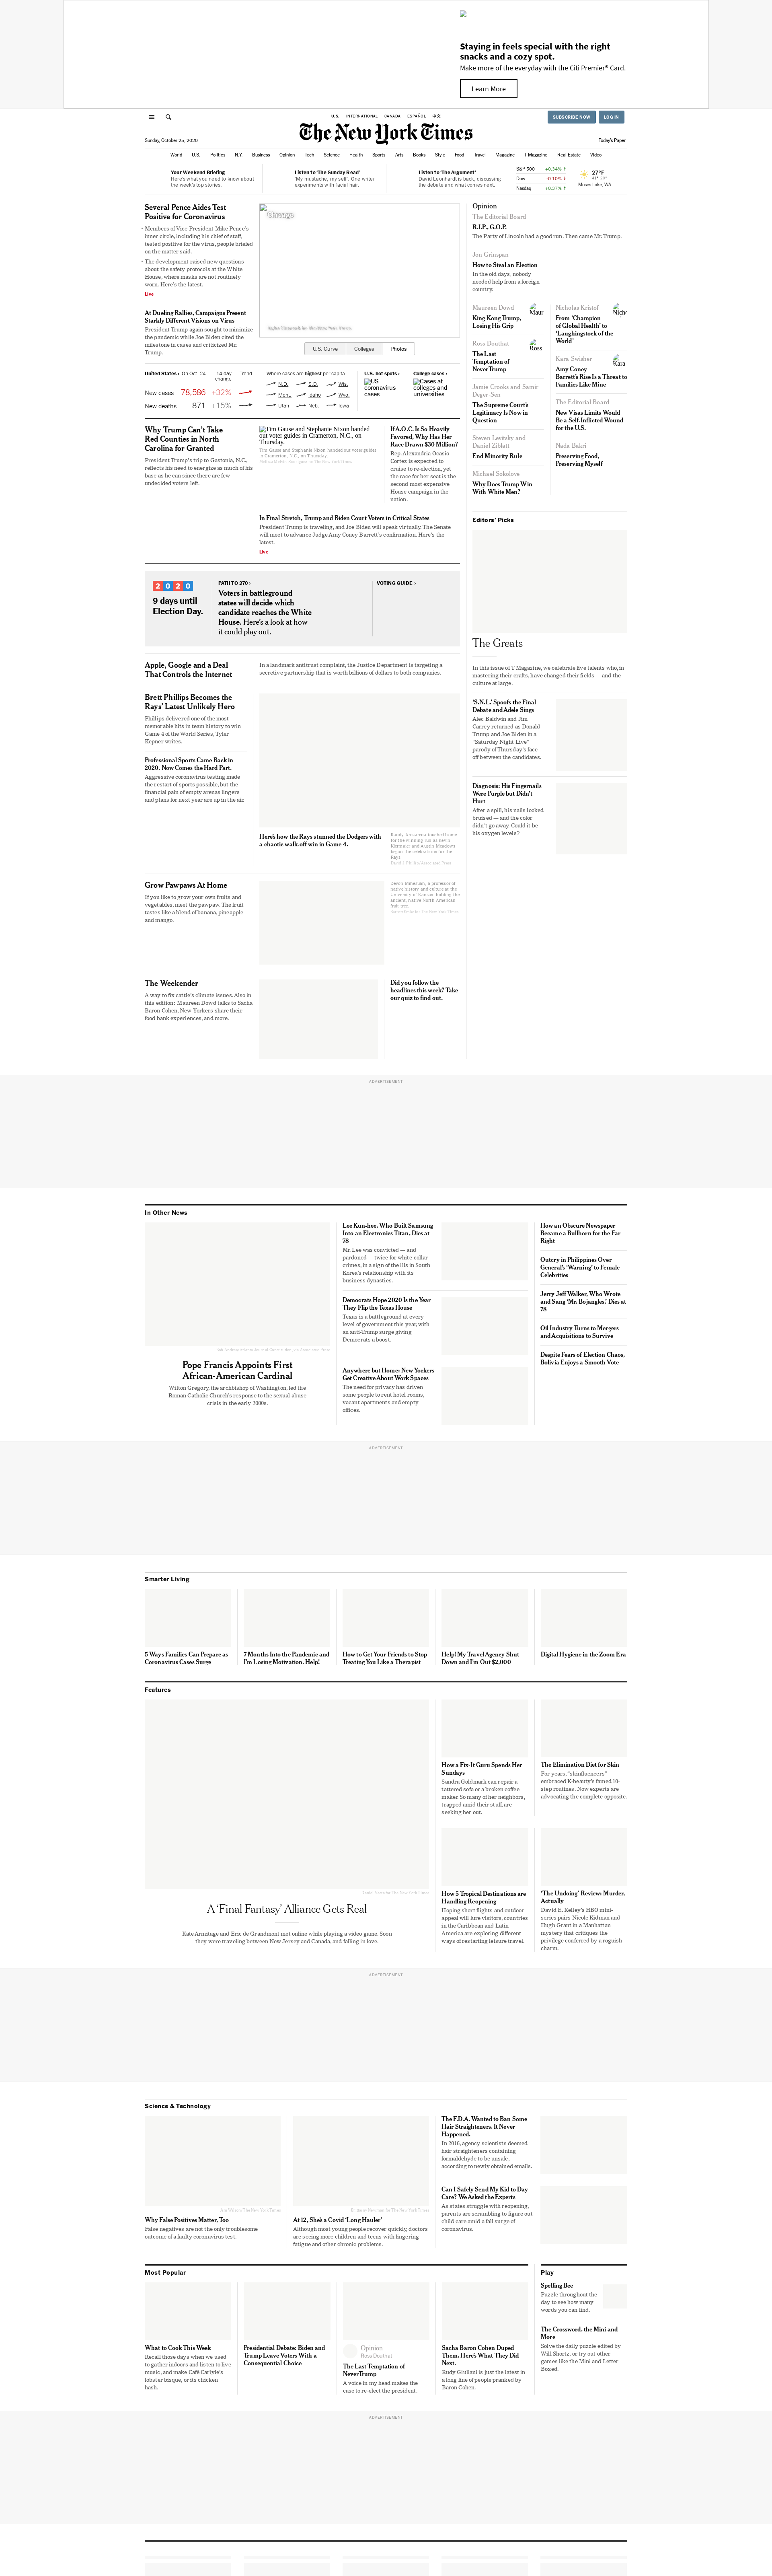 Staying in feels special with the right
snacks and a cozy spot.
Make more of the everyday with the Citi Premier® Card.
Learn More
U.S. INTERNATIONAL CANADA ESPAÑOL 中文
SUBSCRIBE NOW LOG IN
The New York Times
Sunday, October 25, 2020
Today's Paper
World U.S. Politics N.Y. Business Opinion Tech Science Health Sports Arts Books Style Food Travel Magazine T Magazine Real Estate Video
Your Weekend Briefing
Here's what you need to know about
the week's top stories.
Listen to 'The Sunday Read'
'My mustache, my self': One writer
experiments with facial hair.
Listen to 'The Argument'
David Leonhardt is back, discussing
the debate and what comes next.
S&P 500 +0.34% ↑
Dow -0.10% ↓
Nasdaq +0.37% ↑
27°F
Moses Lake, WA
Several Pence Aides Test
Positive for Coronavirus
Members of Vice President Mike Pence's
inner circle, including his chief of staff,
tested positive for the virus, people briefed
on the matter said.
The development raised new questions
about the safety protocols at the White
House, where masks are not routinely
worn. Here's the latest.
Live
At Dueling Rallies, Campaigns Present
Starkly Different Visions on Virus
President Trump again sought to minimize
the pandemic while Joe Biden cited the
milestone in cases and criticized Mr.
Trump.
Chicago
Taylor Glascock for The New York Times
U.S. Curve Colleges Photos
United States › On Oct. 24 14-day
change Trend
New cases 78,586 +32%
New deaths 871 +15%
Where cases are highest per capita
N.D. S.D. Wis.
Mont. Idaho Wyo.
Utah Neb. Iowa
U.S. hot spots ›
US
coronavirus
cases
College cases ›
Cases at
colleges and
universities
Why Trump Can't Take
Red Counties in North
Carolina for Granted
President Trump's trip to Gastonia, N.C.,
reflects his need to energize as much of his
base as he can since there are few
undecided voters left.
Tim Gause and Stephanie Nixon handed
out voter guides in Cramerton, N.C., on
Thursday.
Tim Gause and Stephanie Nixon handed out voter guides
in Cramerton, N.C., on Thursday.
If A.O.C. Is So Heavily
Favored, Why Has Her
Race Drawn $30 Million?
Rep. Alexandria Ocasio-
Cortez is expected to
cruise to re-election, yet
the race for her seat is the
second most expensive
House campaign in the
nation.
In Final Stretch, Trump and Biden Court Voters in Critical States
President Trump is traveling, and Joe Biden will speak virtually. The Senate
will meet to advance Judge Amy Coney Barrett's confirmation. Here's the
latest.
Live
2020
9 days until
Election Day.
PATH TO 270 ›
Voters in battleground
states will decide which
candidate reaches the White
House. Here's a look at how
it could play out.
VOTING GUIDE ›
Apple, Google and a Deal
That Controls the Internet
In a landmark antitrust complaint, the Justice Department is targeting a
secretive partnership that is worth billions of dollars to both companies.
Brett Phillips Becomes the
Rays' Latest Unlikely Hero
Phillips delivered one of the most
memorable hits in team history to win
Game 4 of the World Series, Tyler
Kepner writes.
Professional Sports Came Back in
2020. Now Comes the Hard Part.
Aggressive coronavirus testing made
the restart of sports possible, but the
financial pain of empty arenas lingers
and plans for next year are up in the air.
Here's how the Rays stunned the Dodgers with
a chaotic walk-off win in Game 4.
Randy Arozarena touched home
for the winning run as Kevin
Kiermaier and Austin Meadows
began the celebrations for the
Rays.
Grow Pawpaws At Home
If you like to grow your own fruits and
vegetables, meet the pawpaw. The fruit
tastes like a blend of banana, pineapple
and mango.
The Weekender
A way to fix cattle's climate issues. Also in
this edition: Maureen Dowd talks to Sacha
Baron Cohen, New Yorkers share their
food bank experiences, and more.
Did you follow the
headlines this week? Take
our quiz to find out.
Opinion
The Editorial Board
R.I.P., G.O.P.
The Party of Lincoln had a good run. Then came Mr. Trump.
Jon Grinspan
How to Steal an Election
In the old days, nobody
needed help from a foreign
country.
Maureen Dowd
King Kong Trump,
Losing His Grip
Ross Douthat
The Last
Temptation of
NeverTrump
Jamie Crooks and Samir
Deger-Sen
The Supreme Court's
Legitimacy Is Now in
Question
Steven Levitsky and
Daniel Ziblatt
End Minority Rule
Michael Sokolove
Why Does Trump Win
With White Men?
Nicholas Kristof
From 'Champion
of Global Health' to
'Laughingstock of the
World'
Kara Swisher
Amy Coney
Barrett's Rise Is a Threat to
Families Like Mine
The Editorial Board
New Visas Limits Would
Be a Self-Inflicted Wound
for the U.S.
Nada Bakri
Preserving Food,
Preserving Myself
Editors' Picks
The Greats
In this issue of T Magazine, we celebrate five talents who, in
mastering their crafts, have changed their fields — and the
culture at large.
'S.N.L.' Spoofs the Final
Debate and Adele Sings
Alec Baldwin and Jim
Carrey returned as Donald
Trump and Joe Biden in a
"Saturday Night Live"
parody of Thursday's face-
off between the candidates.
Diagnosis: His Fingernails
Were Purple but Didn't
Hurt
After a spill, his nails looked
bruised — and the color
didn't go away. Could it be
his oxygen levels?
ADVERTISEMENT
In Other News
Pope Francis Appoints First
African-American Cardinal
Wilton Gregory, the archbishop of Washington, led the
Roman Catholic Church's response to the sexual abuse
crisis in the early 2000s.
Lee Kun-hee, Who Built Samsung
Into an Electronics Titan, Dies at
78
Mr. Lee was convicted — and
pardoned — twice for white-collar
crimes, in a sign of the ills in South
Korea's relationship with its
business dynasties.
Democrats Hope 2020 Is the Year
They Flip the Texas House
Texas is a battleground at every
level of government this year, with
an anti-Trump surge giving
Democrats a boost.
Anywhere but Home: New Yorkers
Get Creative About Work Spaces
The need for privacy has driven
some people to rent hotel rooms,
vacant apartments and empty
offices.
How an Obscure Newspaper
Became a Bullhorn for the Far
Right
Outcry in Philippines Over
General's 'Warning' to Female
Celebrities
Jerry Jeff Walker, Who Wrote
and Sang 'Mr. Bojangles,' Dies at
78
Oil Industry Turns to Mergers
and Acquisitions to Survive
Despite Fears of Election Chaos,
Bolivia Enjoys a Smooth Vote
ADVERTISEMENT
Smarter Living
5 Ways Families Can Prepare as
Coronavirus Cases Surge
7 Months Into the Pandemic and
I'm Losing Motivation. Help!
How to Get Your Friends to Stop
Treating You Like a Therapist
Help! My Travel Agency Shut
Down and I'm Out $2,000
Digital Hygiene in the Zoom Era
Features
A 'Final Fantasy' Alliance Gets Real
Kate Armitage and Eric de Grandmont met online while playing a video game. Soon
they were traveling between New Jersey and Canada, and falling in love.
How a Fix-It Guru Spends Her
Sundays
Sandra Goldmark can repair a
tattered sofa or a broken coffee
maker. So many of her neighbors,
trapped amid their stuff, are
seeking her out.
The Elimination Diet for Skin
For years, "skinfluencers"
embraced K-beauty's famed 10-
step routines. Now experts are
advocating the complete opposite.
How 5 Tropical Destinations are
Handling Reopening
Hoping short flights and outdoor
appeal will lure visitors, countries
in the Caribbean and Latin
America are exploring different
ways of restarting leisure travel.
'The Undoing' Review: Murder,
Actually
David E. Kelley's HBO mini-
series pairs Nicole Kidman and
Hugh Grant in a Manhattan
mystery that critiques the
privilege conferred by a roguish
charm.
ADVERTISEMENT
Science & Technology
Why False Positives Matter, Too
False negatives are not the only troublesome
outcome of a faulty coronavirus test.
At 12, She's a Covid 'Long Hauler'
Although most young people recover quickly, doctors
are seeing more children and teens with lingering
fatigue and other chronic problems.
The F.D.A. Wanted to Ban Some
Hair Straighteners. It Never
Happened.
In 2016, agency scientists deemed
hair straighteners containing
formaldehyde to be unsafe,
according to newly obtained emails.
Can I Safely Send My Kid to Day
Care? We Asked the Experts
As states struggle with reopening,
parents are scrambling to figure out
child care amid a fall surge of
coronavirus.
Most Popular
What to Cook This Week
Recall those days when we used
to gather indoors and listen to live
music, and make Café Carlyle's
lobster bisque, or its chicken
hash.
Presidential Debate: Biden and
Trump Leave Voters With a
Consequential Choice
Opinion
Ross Douthat
The Last Temptation of
NeverTrump
A voice in my head makes the
case to re-elect the president.
Sacha Baron Cohen Duped
Them. Here's What They Did
Next.
Rudy Giuliani is just the latest in
a long line of people pranked by
Baron Cohen.
Play
Spelling Bee
Puzzle throughout the
day to see how many
words you can find.
The Crossword, the Mini and
More
Solve the daily puzzle edited by
Will Shortz, or try out other
games like the Mini and Letter
Boxed.
ADVERTISEMENT